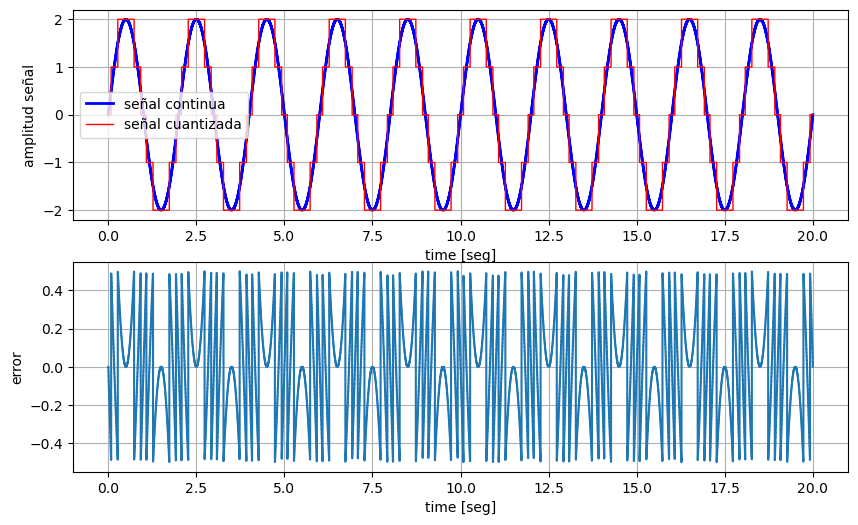 2
1
0
−1
−2
amplitud señal
señal continua
señal cuantizada
0.0 2.5 5.0 7.5 10.0 12.5 15.0 17.5 20.0
time [seg]
0.4
0.2
0.0
−0.2
−0.4
error
0.0 2.5 5.0 7.5 10.0 12.5 15.0 17.5 20.0
time [seg]